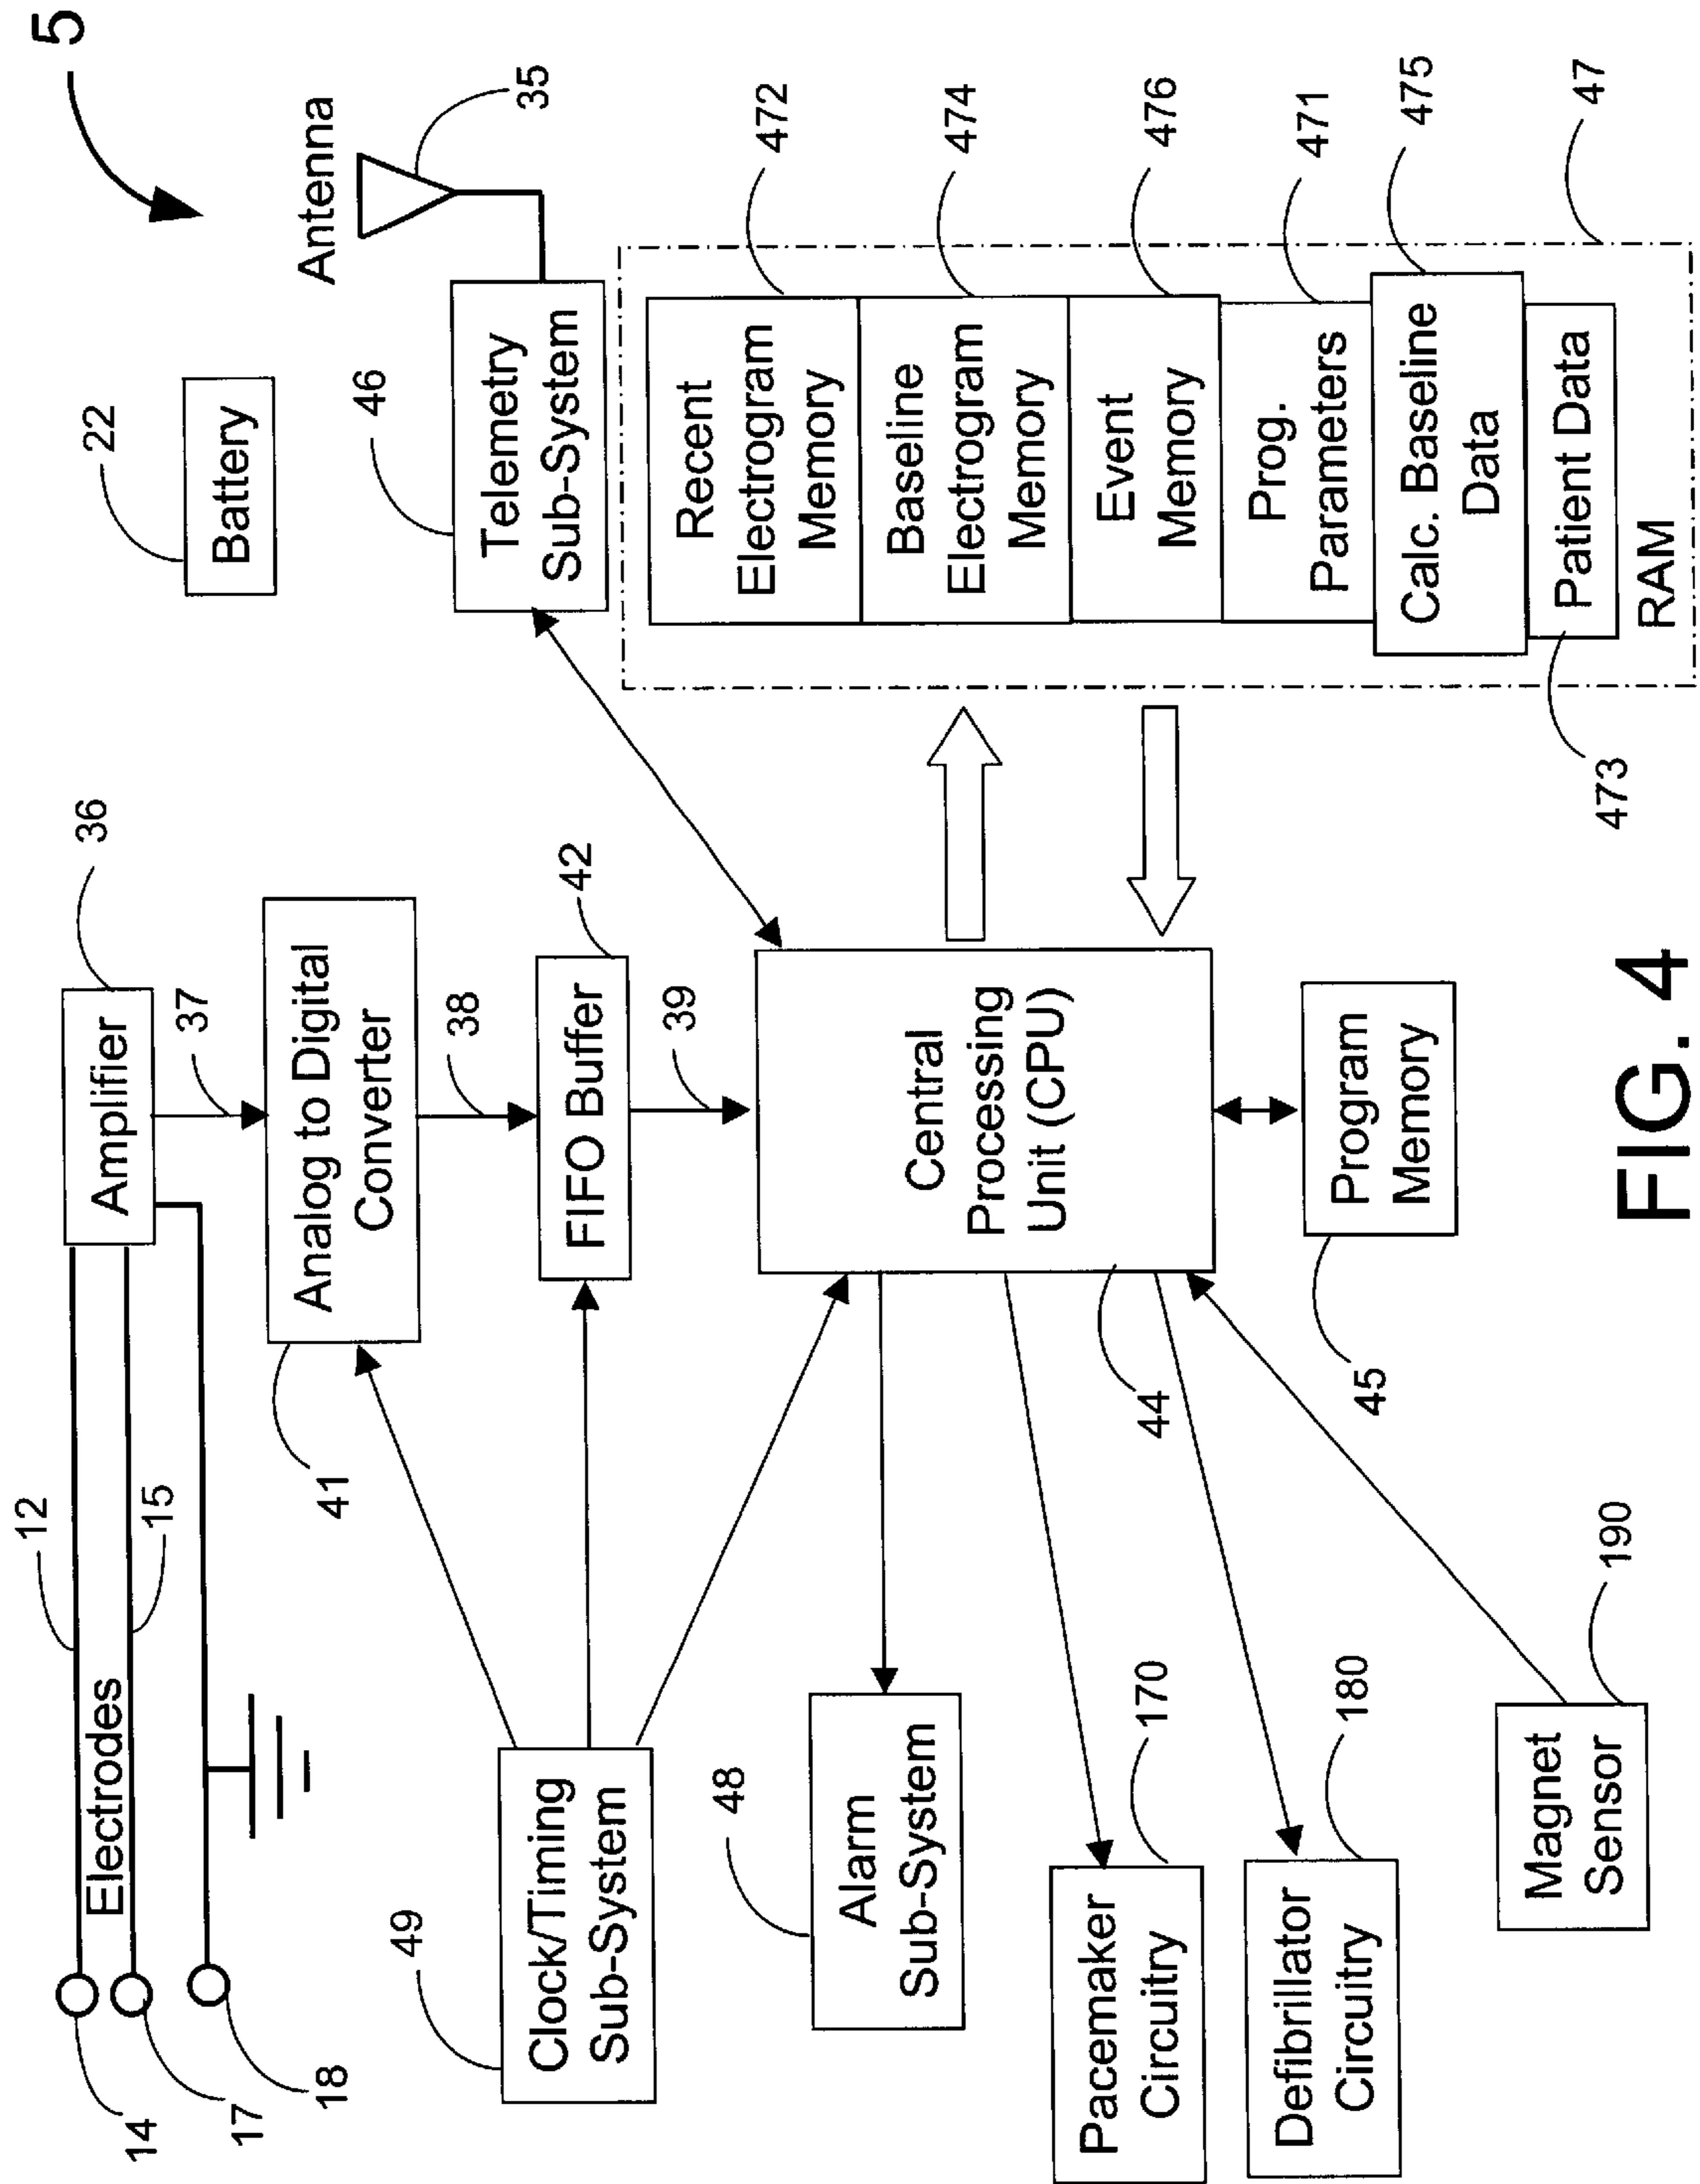 5
Electrodes
12
15
14
17
18
Amplifier
36
37
Analog to Digital
Converter
41
38
FIFO Buffer
42
39
Battery
22
Antenna
35
Telemetry
Sub-System
46
Clock/Timing
Sub-System
49
Central
Processing
Unit (CPU)
44
Alarm
Sub-System
48
Pacemaker
Circuitry
170
Defibrillator
Circuitry
180
Magnet
Sensor
190
Program
Memory
45
Recent
Electrogram
Memory
472
Baseline
Electrogram
Memory
474
Event
Memory
476
Prog.
Parameters
471
Calc. Baseline
Data
475
Patient Data
473
RAM
47
FIG. 4